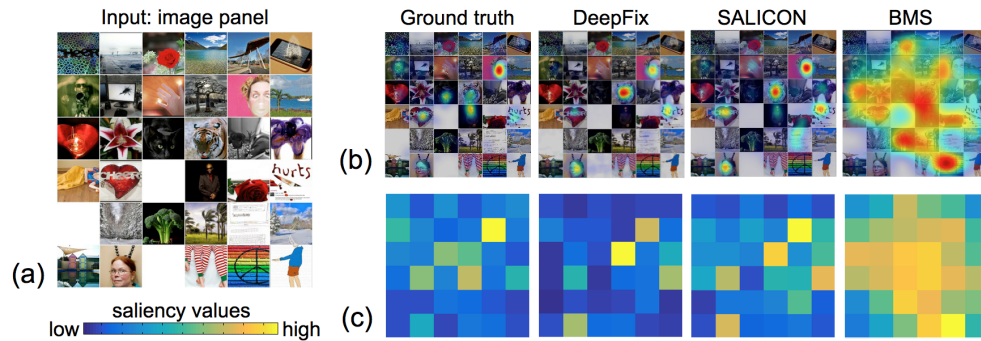 Input: image panel
Ground truth
DeepFix
SALICON
BMS
CHEER
hurts
(a)
(b)
(c)
saliency values
low
high